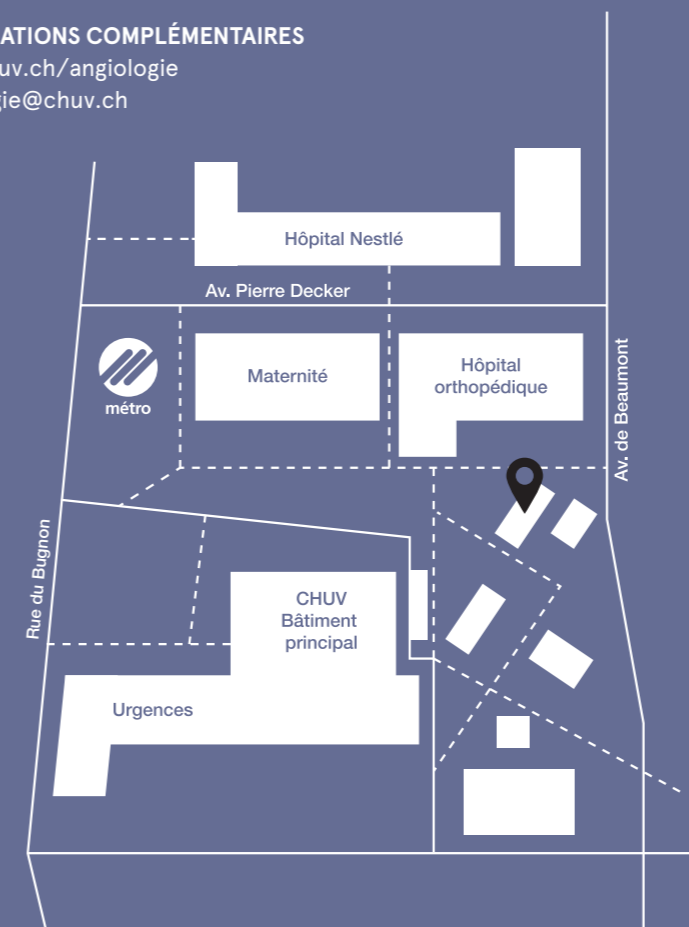 ATIONS COMPLÉMENTAIRES
uv.ch/angiologie
gie@chuv.ch
Hôpital Nestlé
Av. Pierre Decker
métro
Maternité
Hôpital
orthopédique
Av. de Beaumont
Rue du Bugnon
CHUV
Bâtiment
principal
Urgences